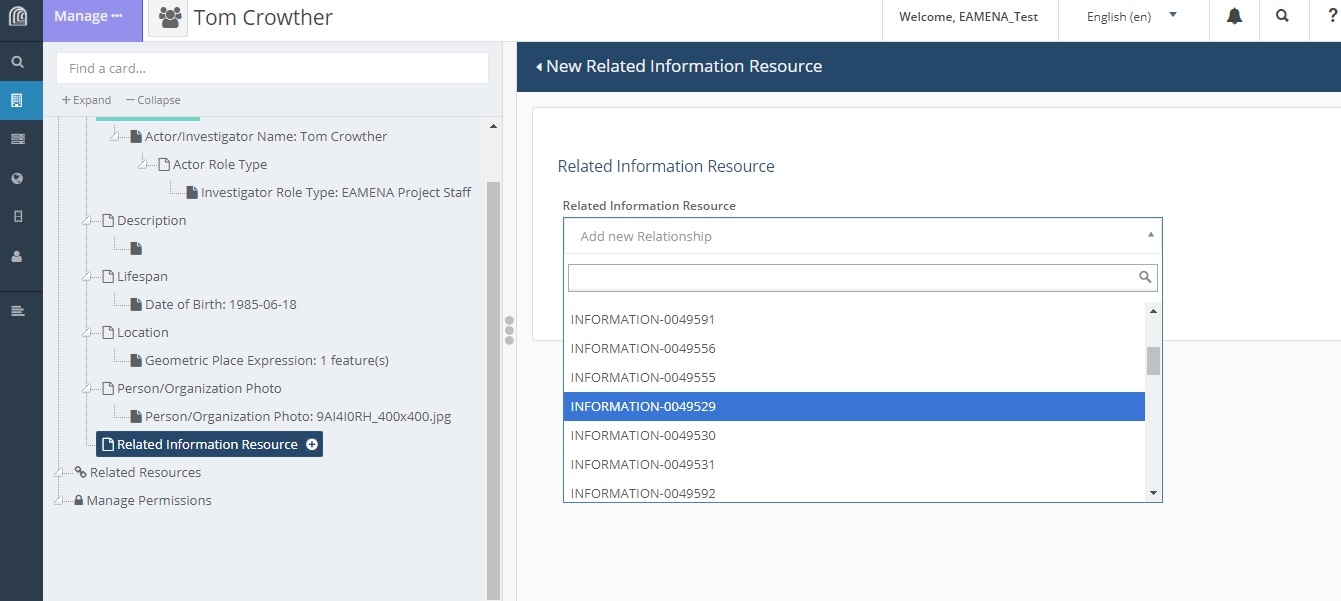 Manage
Tom Crowther
Welcome, EAMENA_Test
English (en)
?
Find a card...
Expand
Collapse
Actor/Investigator Name: Tom Crowther
Actor Role Type
Investigator Role Type: EAMENA Project Staff
Description
Lifespan
Date of Birth: 1985-06-18
Location
Geometric Place Expression: 1 feature(s)
Person/Organization Photo
Person/Organization Photo: 9AI4I0RH_400x400.jpg
Related Information Resource
Related Resources
Manage Permissions
New Related Information Resource
Related Information Resource
Related Information Resource
Add new Relationship
INFORMATION-0049591
INFORMATION-0049556
INFORMATION-0049555
INFORMATION-0049529
INFORMATION-0049530
INFORMATION-0049531
INFORMATION-0049592